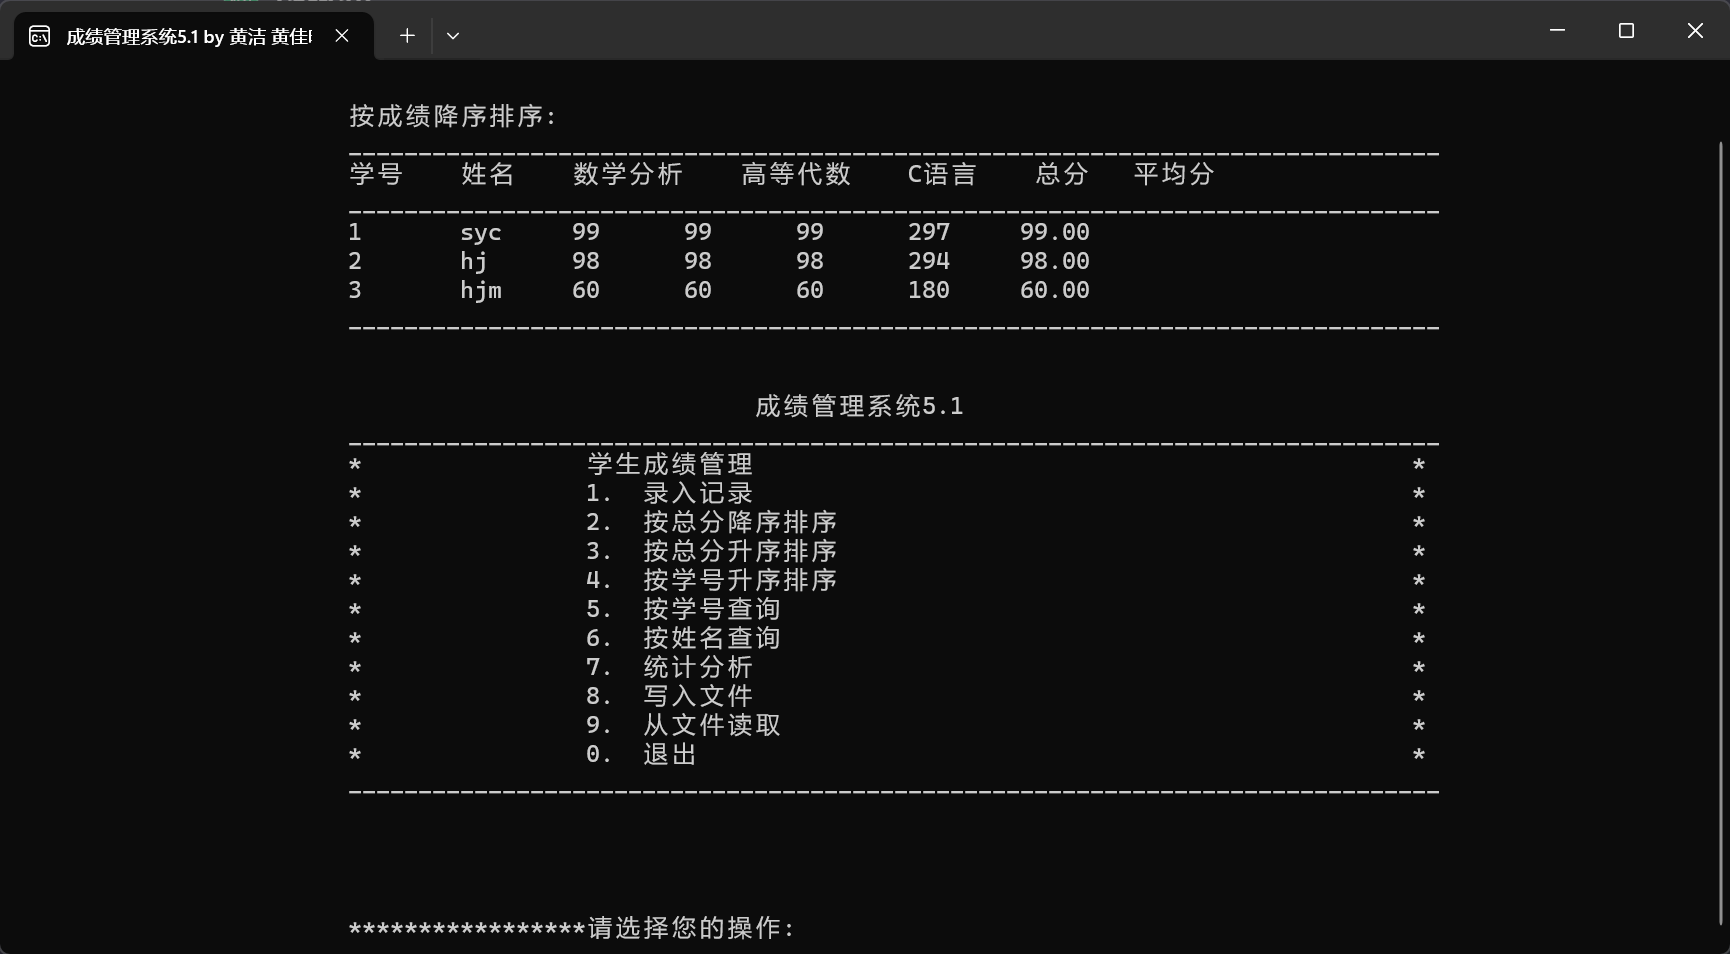 成绩管理系统5.1 by 黄洁 黄佳
按成绩降序排序:
------------------------------------------------------------------------------
学号 姓名 数学分析 高等代数 C语言 总分 平均分
------------------------------------------------------------------------------
1 syc 99 99 99 297 99.00
2 hj 98 98 98 294 98.00
3 hjm 60 60 60 180 60.00
------------------------------------------------------------------------------
成绩管理系统5.1
------------------------------------------------------------------------------
* 学生成绩管理 *
* 1. 录入记录 *
* 2. 按总分降序排序 *
* 3. 按总分升序排序 *
* 4. 按学号升序排序 *
* 5. 按学号查询 *
* 6. 按姓名查询 *
* 7. 统计分析 *
* 8. 写入文件 *
* 9. 从文件读取 *
* 0. 退出 *
------------------------------------------------------------------------------
*****************请选择您的操作: